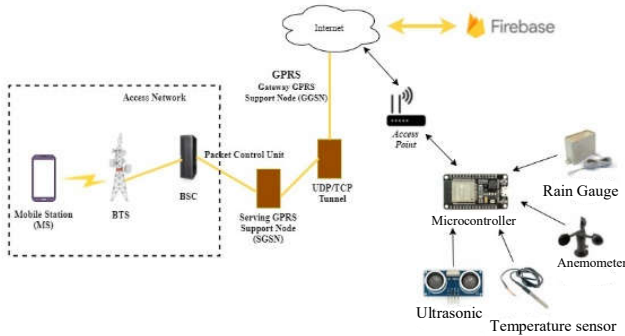 Internet
Firebase
GPRS
Gateway GPRS
Support Node (GGSN)
Access Network
Access
Point
Packet Control Unit
Mobile Station
(MS)
BTS
BSC
UDP/TCP
Tunnel
Serving GPRS
Support Node (SGSN)
Rain Gauge
Microcontroller
Anemometer
Ultrasonic
Temperature sensor